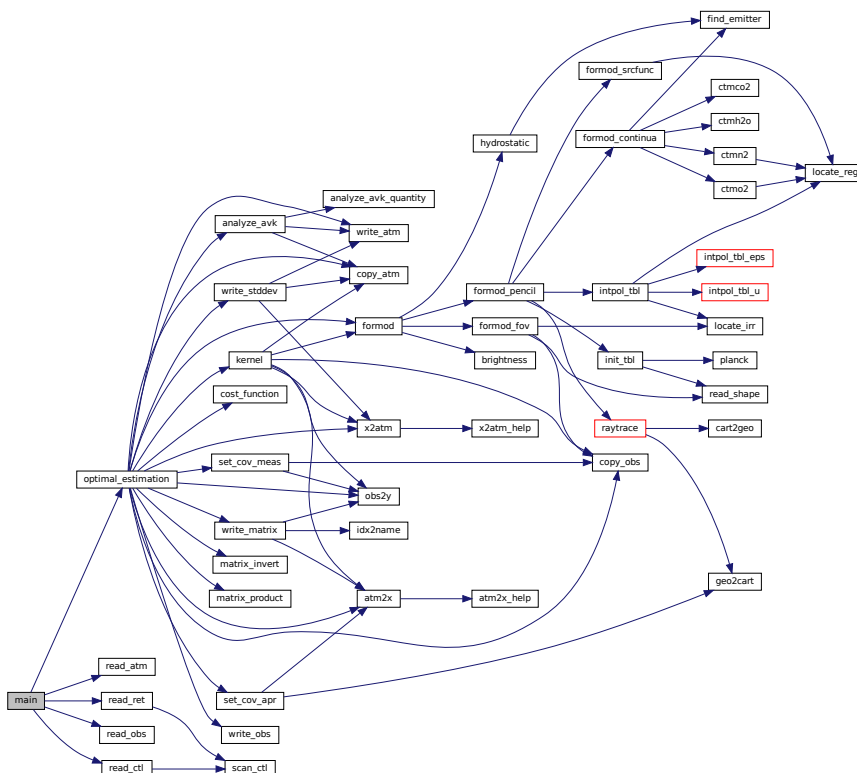 find_emitter
formod_srcfunc
ctmco2
ctmh2o
formod_continua
hydrostatic
ctmn2
locate_reg
ctmo2
analyze_avk_quantity
analyze_avk
write_atm
intpol_tbl_eps
copy_atm
write_stddev
formod_pencil
intpol_tbl
intpol_tbl_u
formod
formod_fov
locate_irr
kernel
brightness
init_tbl
planck
cost_function
read_shape
x2atm
x2atm_help
raytrace
cart2geo
set_cov_meas
copy_obs
optimal_estimation
obs2y
write_matrix
idx2name
matrix_invert
geo2cart
matrix_product
atm2x
atm2x_help
read_atm
main
read_ret
set_cov_apr
read_obs
write_obs
read_ctl
scan_ctl